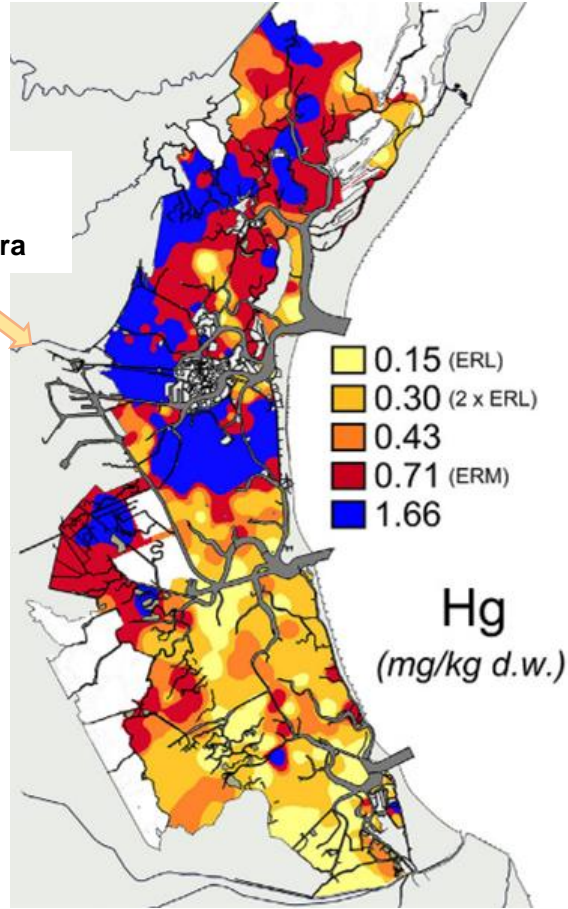 ra
0.15 (ERL)
0.30 (2 x ERL)
0.43
0.71 (ERM)
1.66
Hg
(mg/kg d.w.)